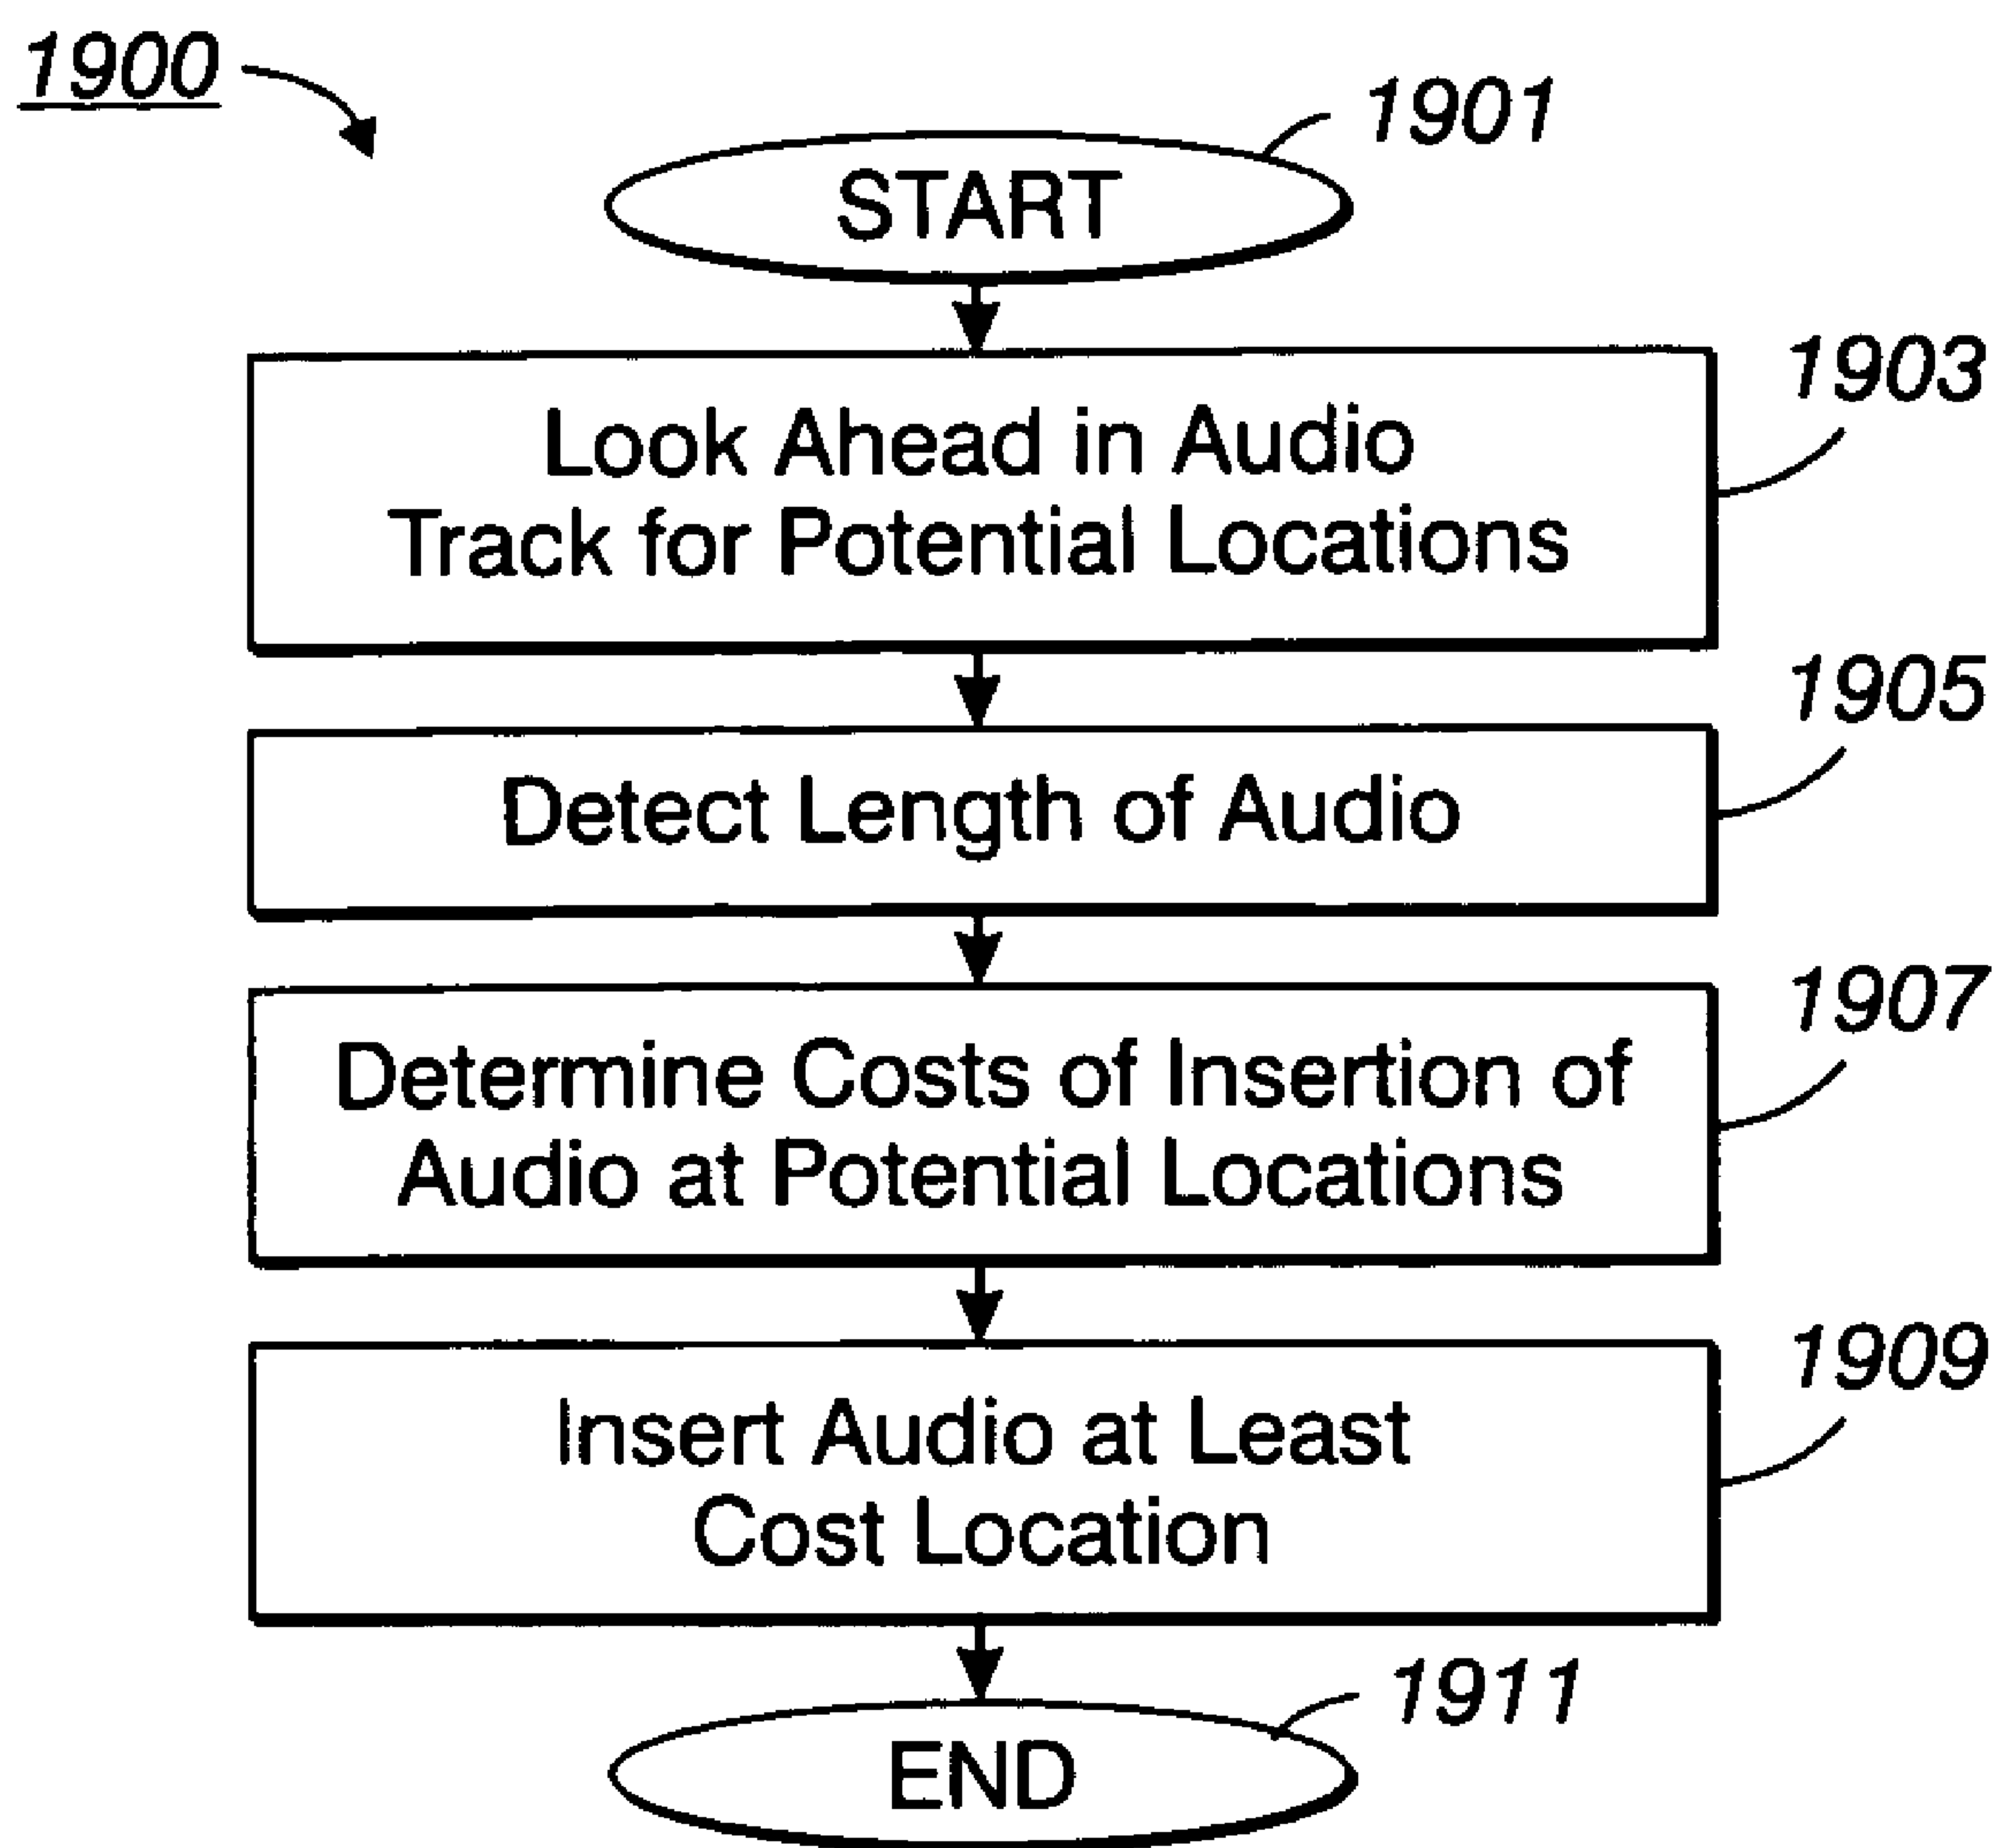 1900
1901
START
1903
Look Ahead in Audio
Track for Potential Locations
1905
Detect Length of Audio
1907
Determine Costs of Insertion of
Audio at Potential Locations
1909
Insert Audio at Least
Cost Location
1911
END